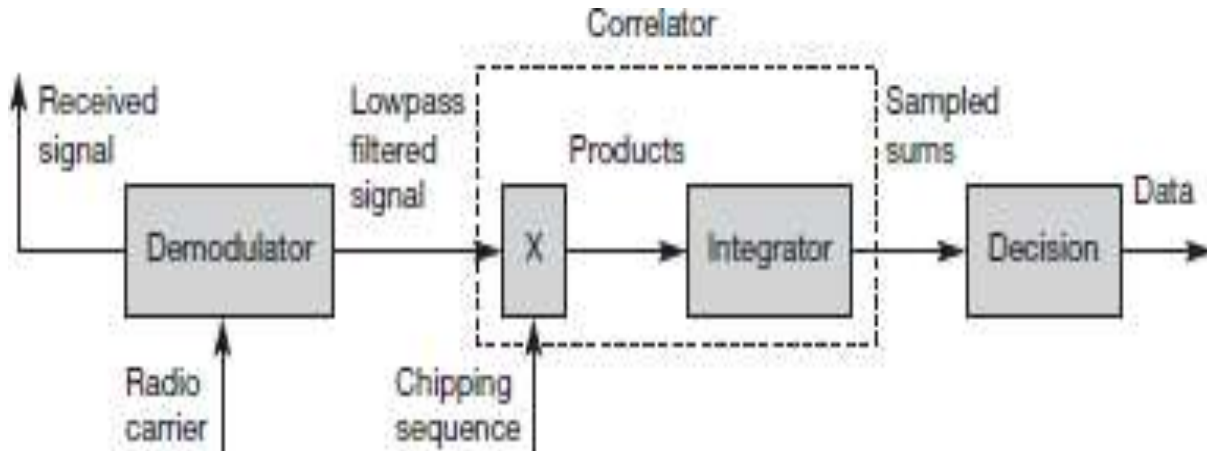 Correlator
Received
signal
Lowpass
filtered
signal
Products
Sampled
sums
Data
Demodulator
X
Integrator
Decision
Radio
carrier
Chipping
sequence